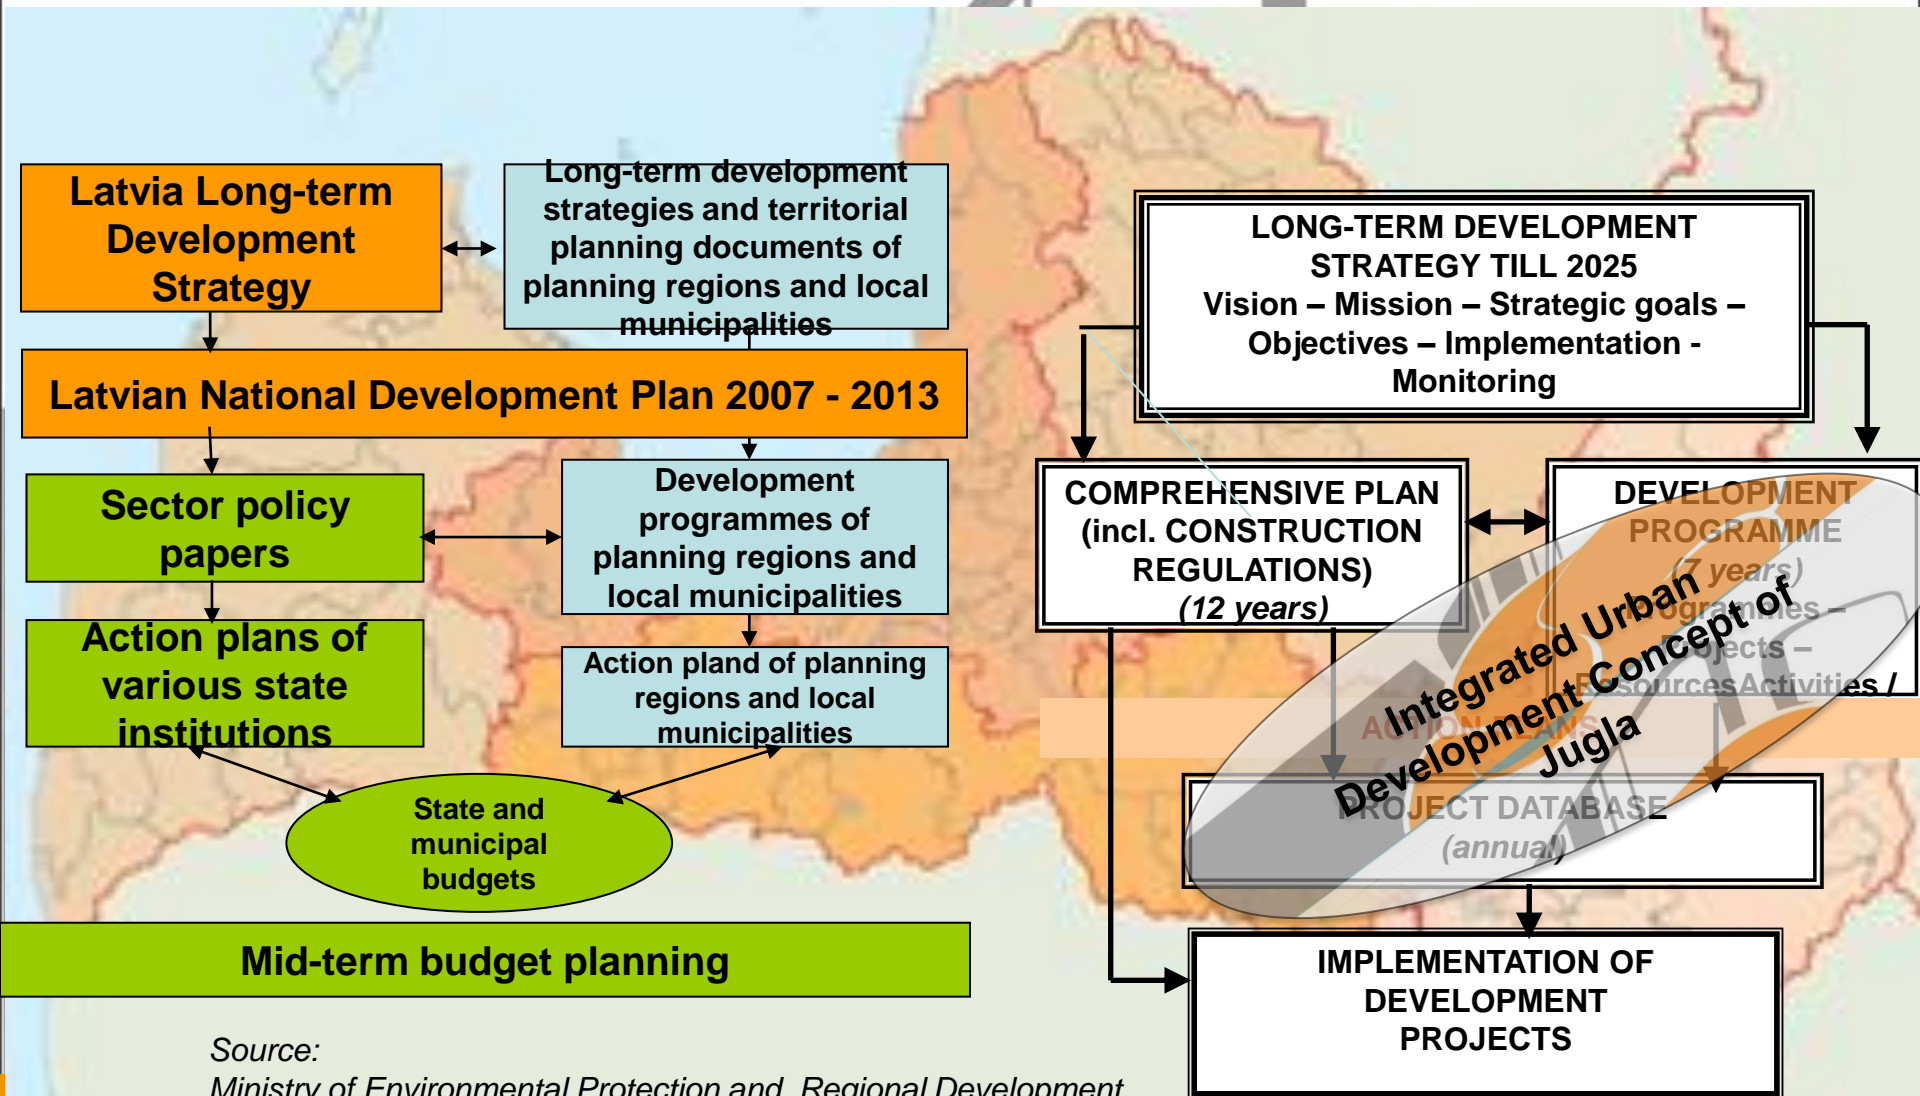 Latvia Long-term
Development
Strategy
Long-term development
strategies and territorial
planning documents of
planning regions and local
municipalities
Latvian National Development Plan 2007 - 2013
Sector policy
papers
Development
programmes of
planning regions and
local municipalities
Action plans of
various state
institutions
Action pland of planning
regions and local
municipalities
State and
municipal
budgets
Mid-term budget planning
Source:
Ministry of Environmental Protection and Regional Development
LONG-TERM DEVELOPMENT
STRATEGY TILL 2025
Vision – Mission – Strategic goals –
Objectives – Implementation -
Monitoring
COMPREHENSIVE PLAN
(incl. CONSTRUCTION
REGULATIONS)
(12 years)
DEVELOPMENT
PROGRAMME
(7 years)
Programmes –
Projects –
ResourcesActivities /
ACTION PLANS
Integrated Urban
Development Concept of
Jugla
PROJECT DATABASE
(annual)
IMPLEMENTATION OF
DEVELOPMENT
PROJECTS